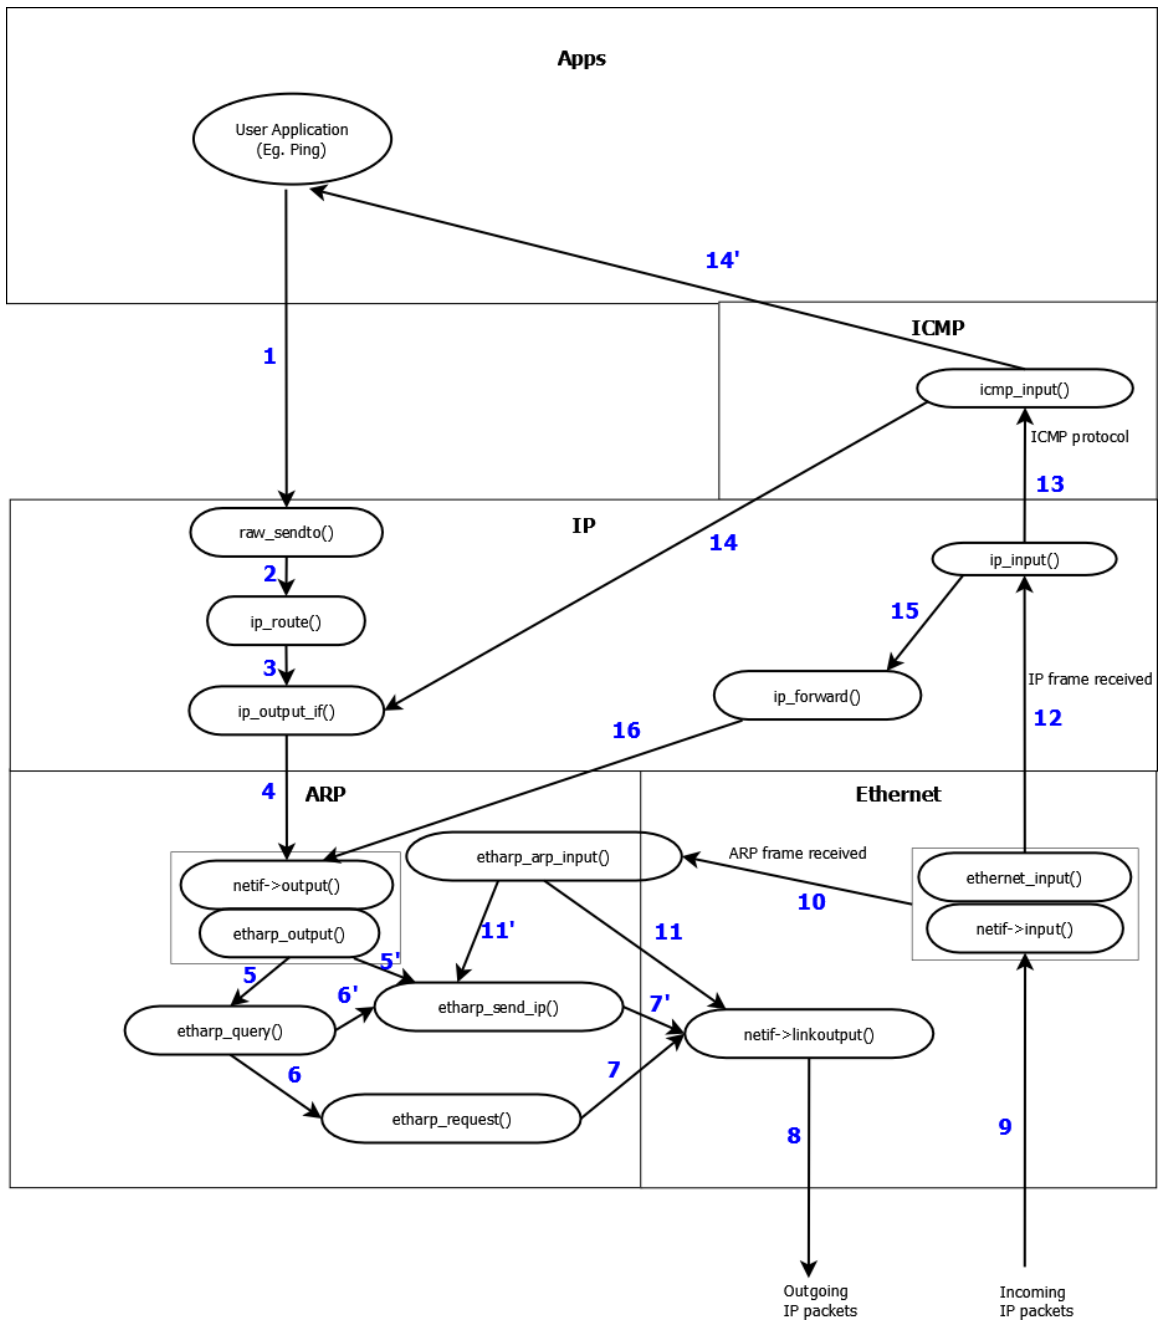 Apps
User Application
(Eg. Ping)
14'
ICMP
1
icmp_input()
ICMP protocol
13
IP
raw_sendto()
14
2
ip_input()
ip_route()
15
3
IP frame received
ip_output_if()
ip_forward()
12
16
4
ARP
Ethernet
etharp_arp_input()
ARP frame received
netif->output()
ethernet_input()
10
etharp_output()
11'
11
netif->input()
5
5'
6'
etharp_send_ip()
7'
etharp_query()
netif->linkoutput()
6
7
etharp_request()
8
9
Outgoing
IP packets
Incoming
IP packets